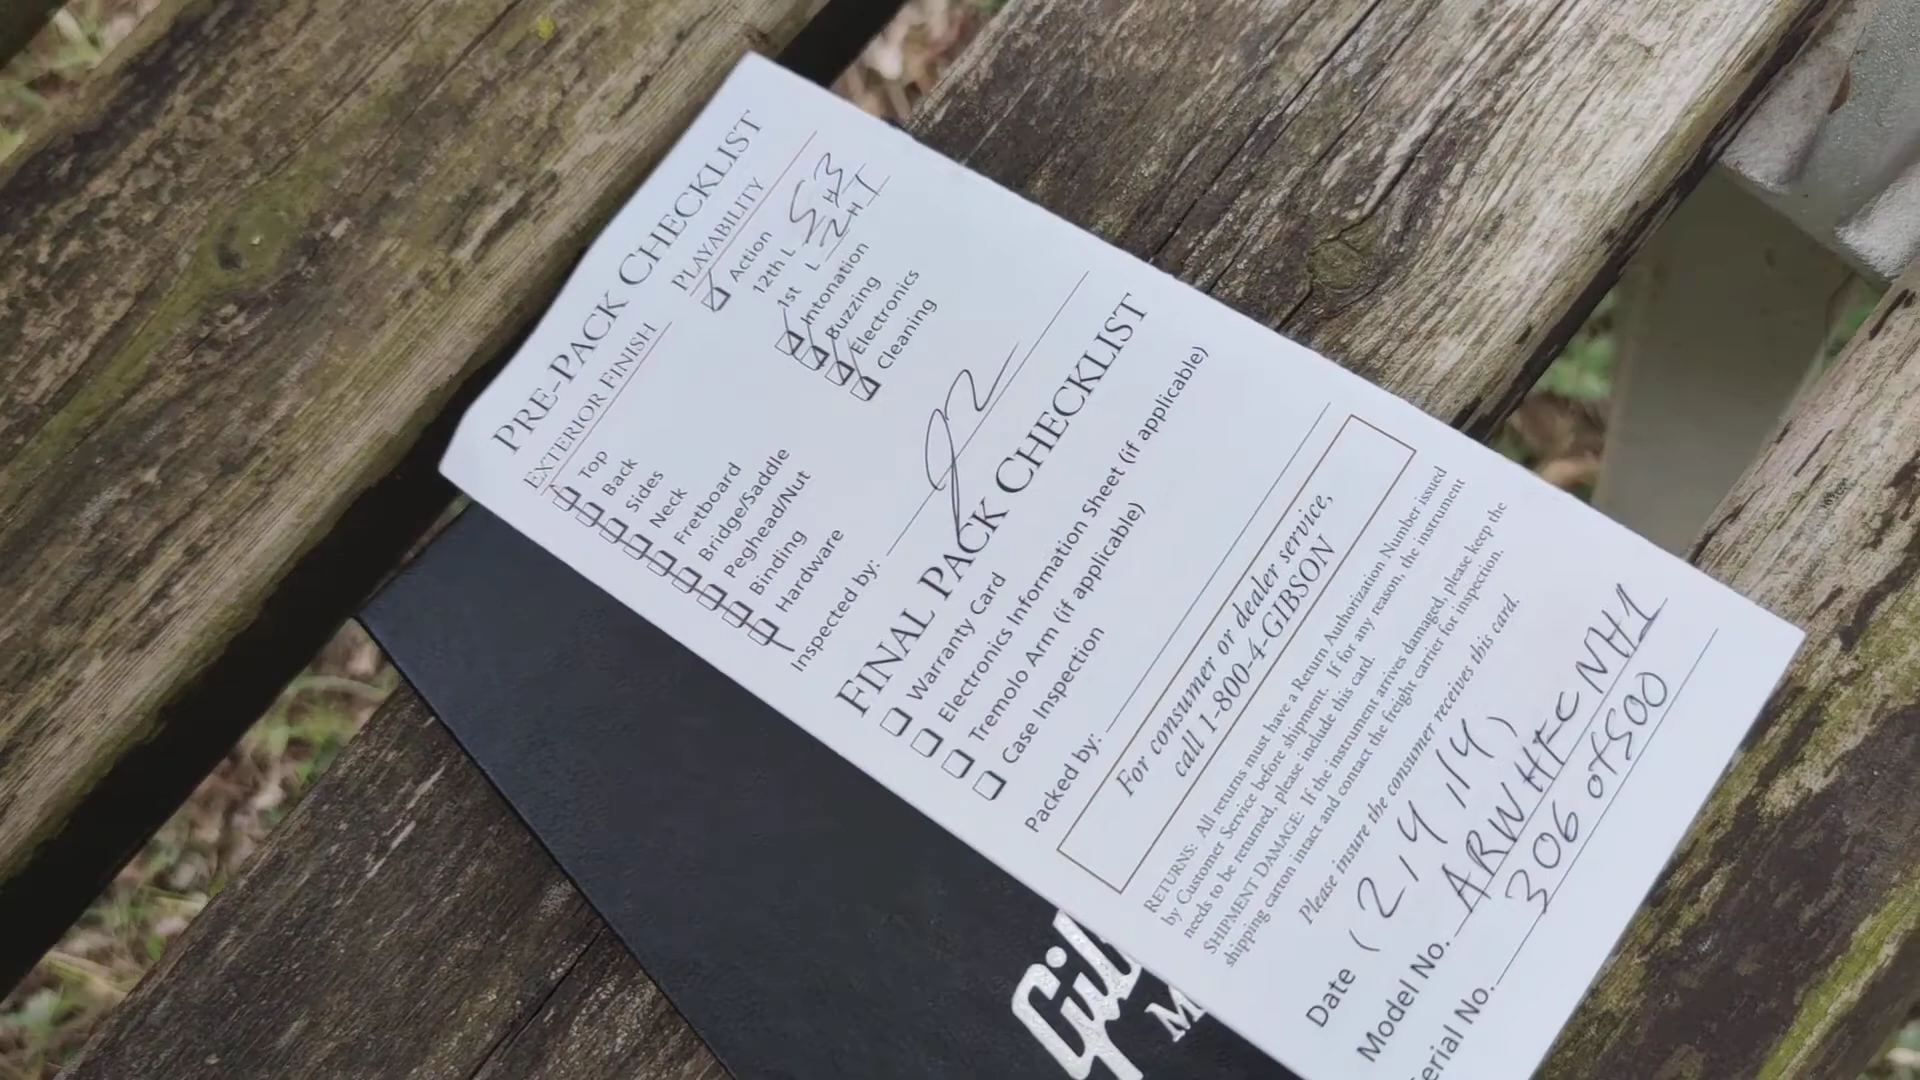 PRE-PACK CHECKLIST
EXTERIOR FINISH
Top
Back
Sides
Neck
Fretboard
Bridge/Saddle
Peghead/Nut
Binding
Hardware
PLAYABILITY
Action
12th L
1st L
Intonation
Buzzing
Electronics
Cleaning
Inspected by:
FINAL PACK CHECKLIST
Warranty Card
Electronics Information Sheet (if applicable)
Tremolo Arm (if applicable)
Case Inspection
Packed by:
For consumer or dealer service,
call 1-800-4-GIBSON
RETURNS: All returns must have a Return Authorization Number issued
by Customer Service before shipment. If for any reason, the instrument
needs to be returned, please include this card.
SHIPMENT DAMAGE: If the instrument arrives damaged, please keep the
shipping carton intact and contact the freight carrier for inspection.
Please insure the consumer receives this card.
Date
Model No. ARWHFCNH1
Serial No. 306 of 500